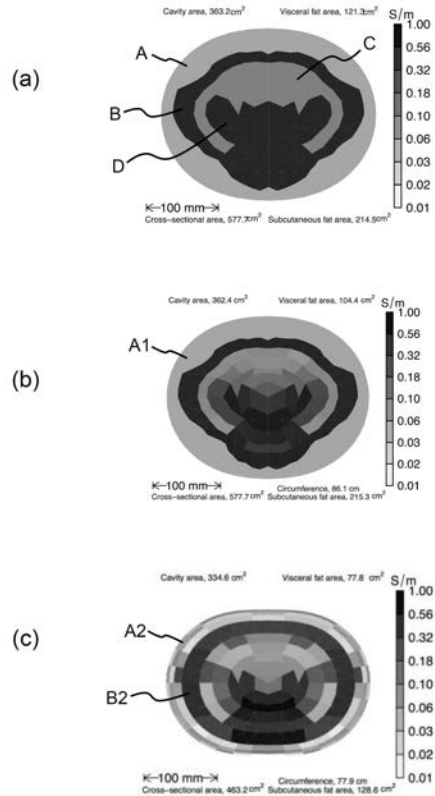 Cavity area, 363.2cm2 Visceral fat area, 121.3cm2
S/m
1.00
0.56
0.32
0.18
0.10
0.06
0.03
0.02
0.01
(a)
A
B
C
D
100 mm
Cross-sectional area, 577.7cm2 Subcutaneous fat area, 214.5cm2
Cavity area, 362.4 cm2 Visceral fat area, 104.4 cm2
S/m
1.00
0.56
0.32
0.18
0.10
0.06
0.03
0.02
0.01
(b)
A1
100 mm
Circumference, 86.1 cm
Cross-sectional area, 577.7cm2 Subcutaneous fat area, 215.3 cm2
Cavity area, 334.6 cm2 Visceral fat area, 77.8 cm2
S/m
1.00
0.56
0.32
0.18
0.10
0.06
0.03
0.02
0.01
(c)
A2
B2
100 mm
Circumference, 77.9 cm
Cross-sectional area, 463.2 cm2 Subcutaneous fat area, 128.6 cm2